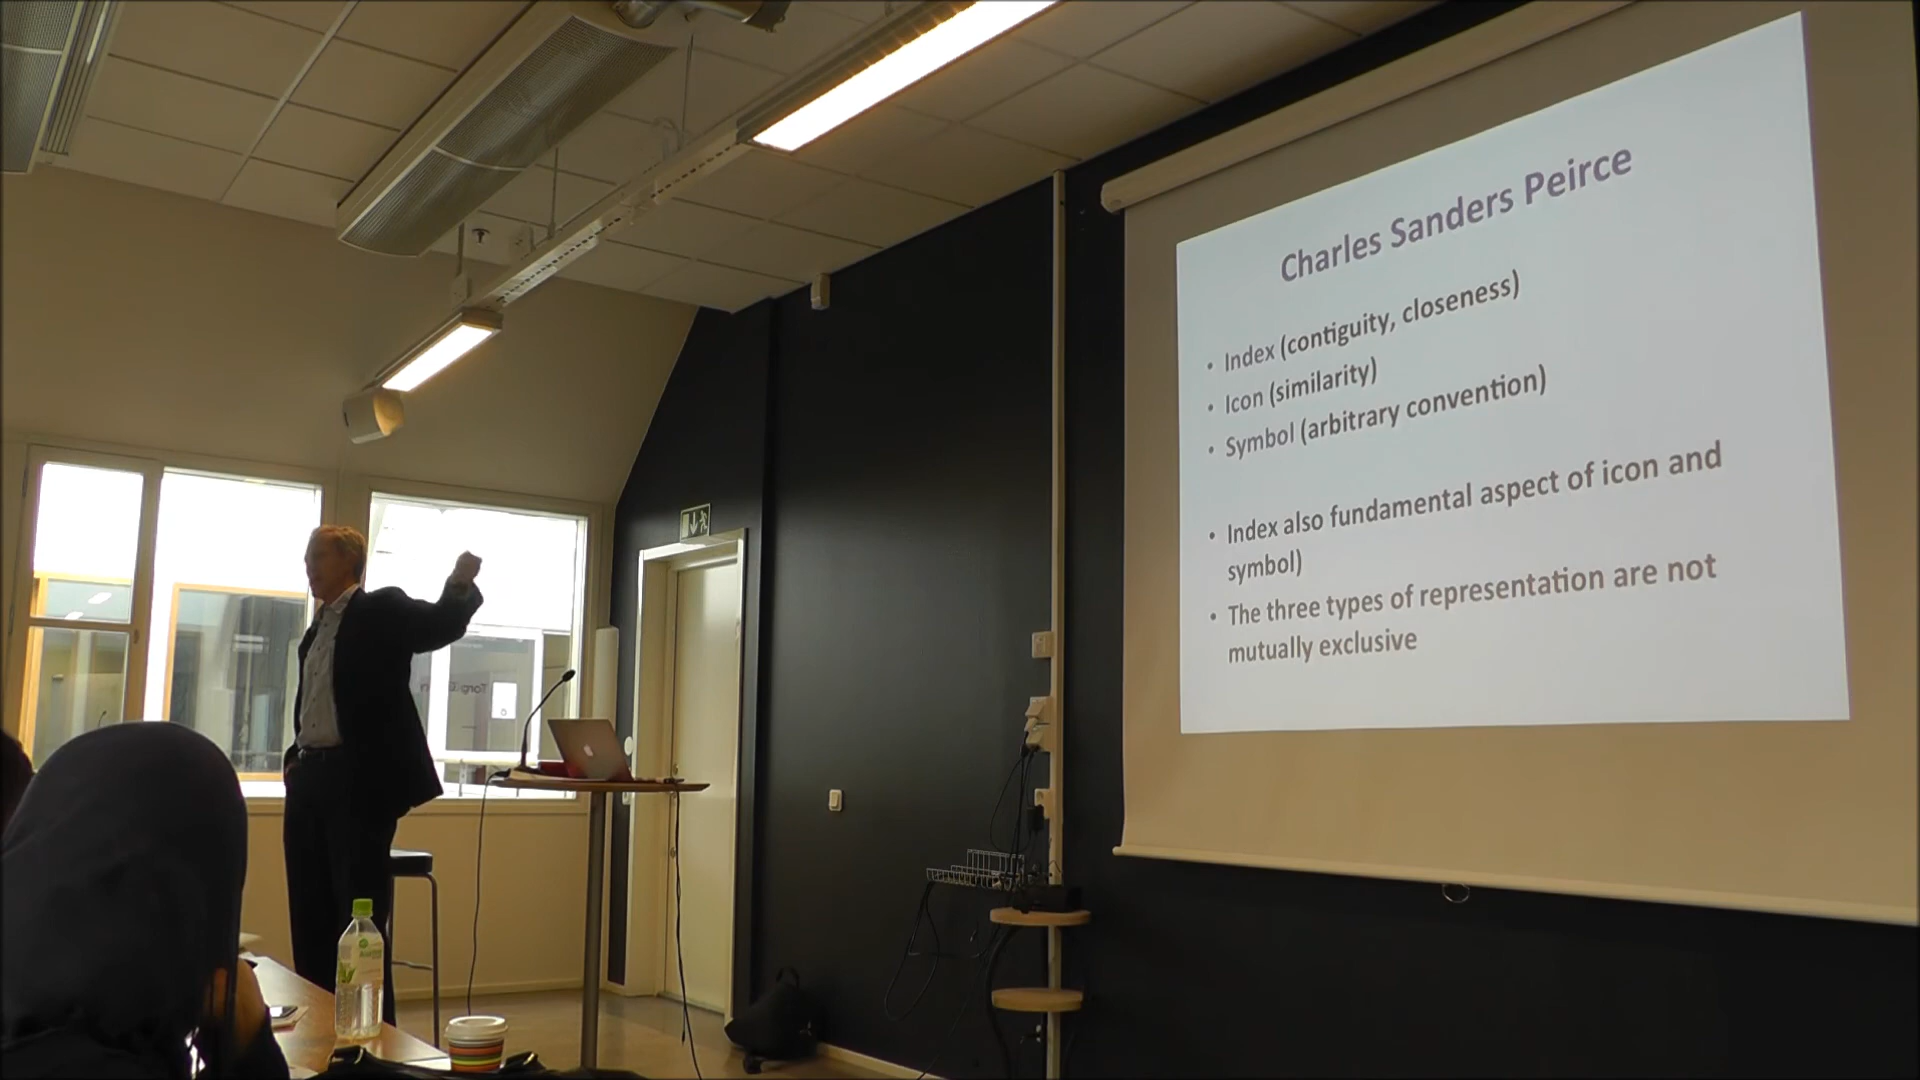 Charles Sanders Peirce
• Index (contiguity, closeness)
• Icon (similarity)
• Symbol (arbitrary convention)
• Index also fundamental aspect of icon and
symbol)
• The three types of representation are not
mutually exclusive